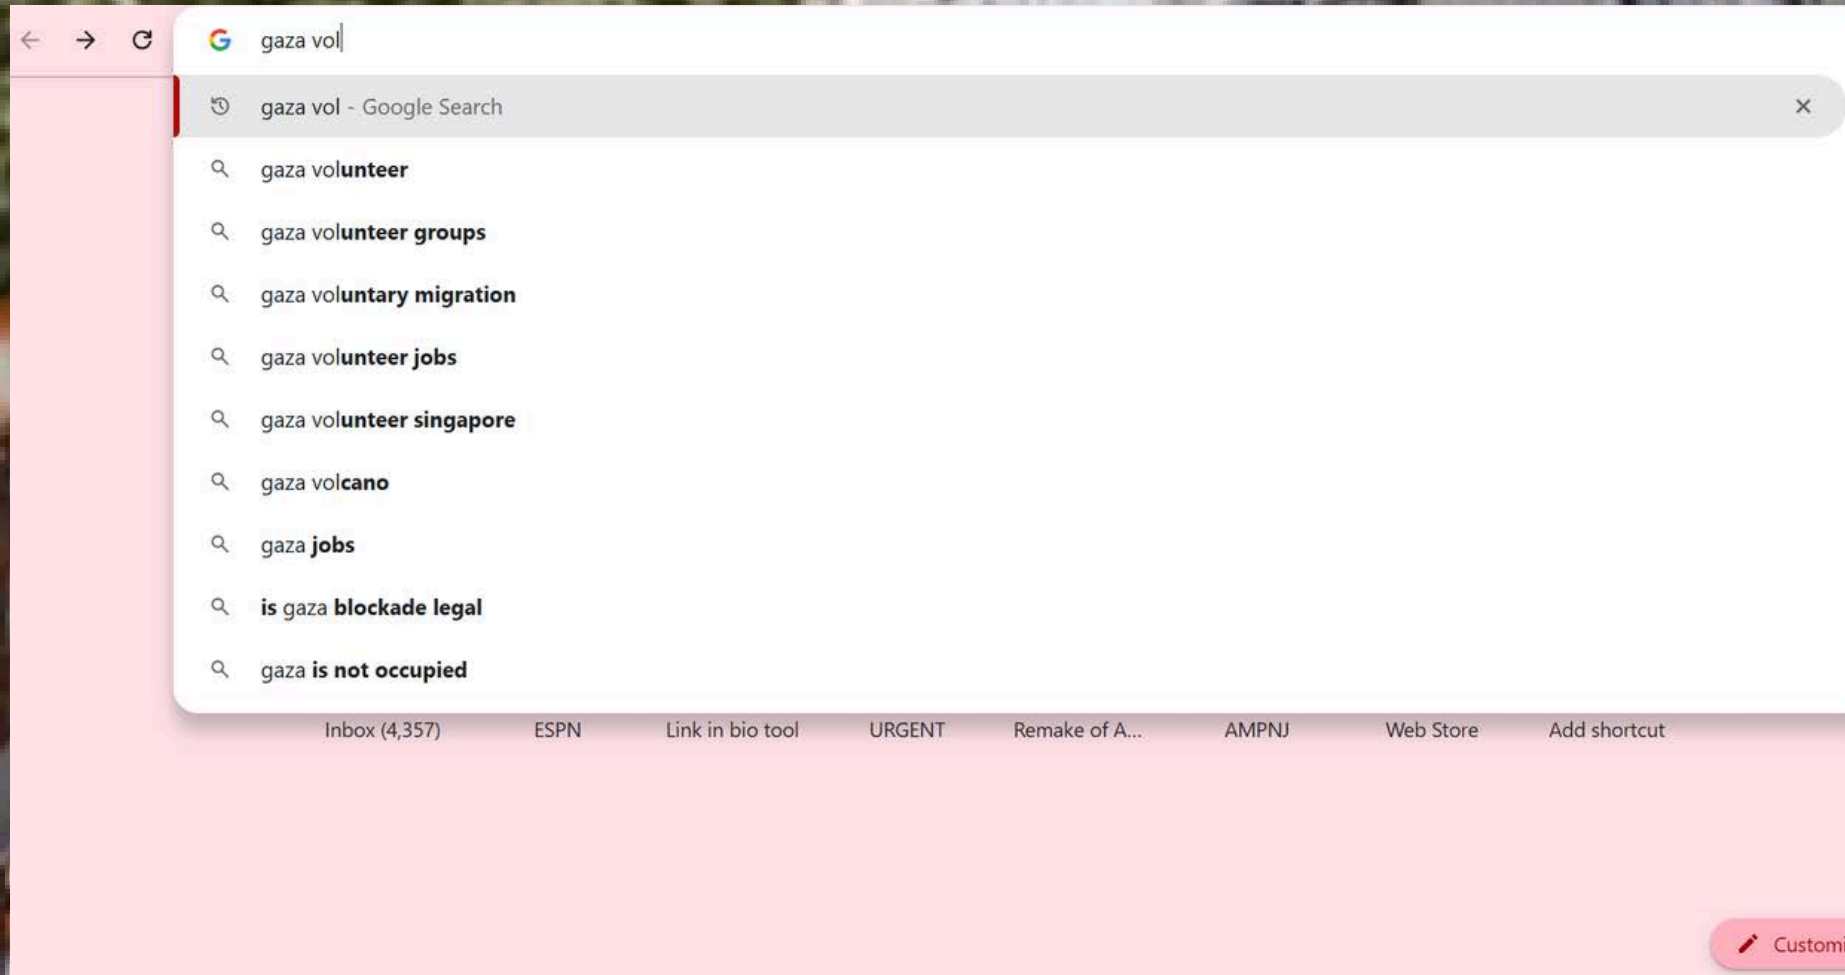 gaza vol
gaza vol - Google Search
gaza volunteer
gaza volunteer groups
gaza voluntary migration
gaza volunteer jobs
gaza volunteer singapore
gaza volcano
gaza jobs
is gaza blockade legal
gaza is not occupied
Inbox (4,357) ESPN Link in bio tool URGENT Remake of A... AMPNJ Web Store Add shortcut